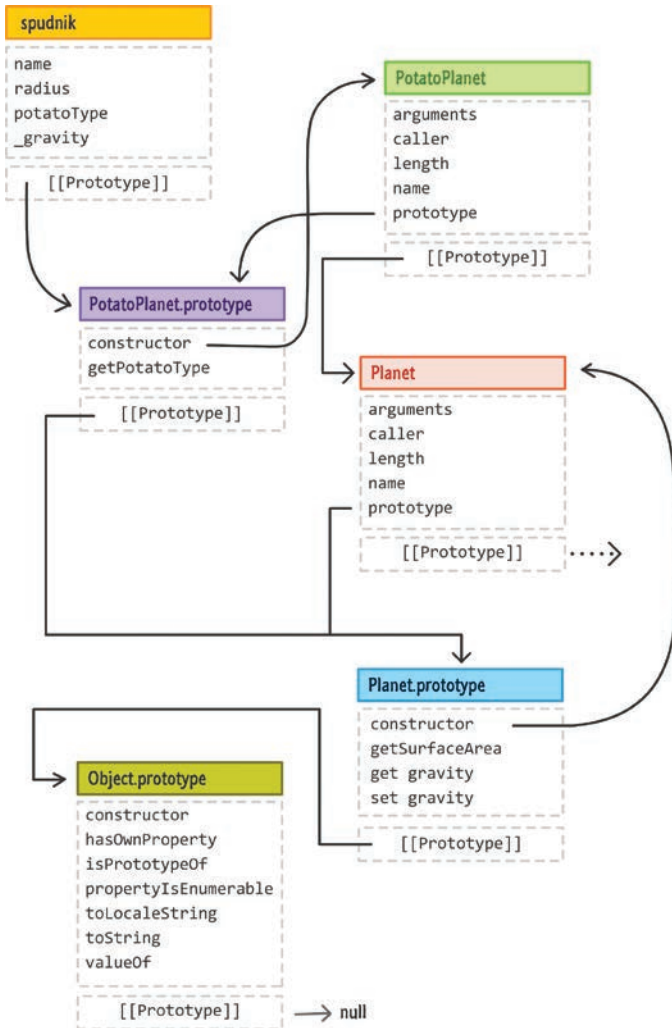 spudnik
name
radius
potatoType
_gravity
[[Prototype]]
PotatoPlanet
arguments
caller
length
name
prototype
[[Prototype]]
PotatoPlanet.prototype
constructor
getPotatoType
[[Prototype]]
Planet
arguments
caller
length
name
prototype
[[Prototype]]
Planet.prototype
constructor
getSurfaceArea
get gravity
set gravity
[[Prototype]]
Object.prototype
constructor
hasOwnProperty
isPrototypeOf
propertyIsEnumerable
toLocaleString
toString
valueOf
[[Prototype]]
null